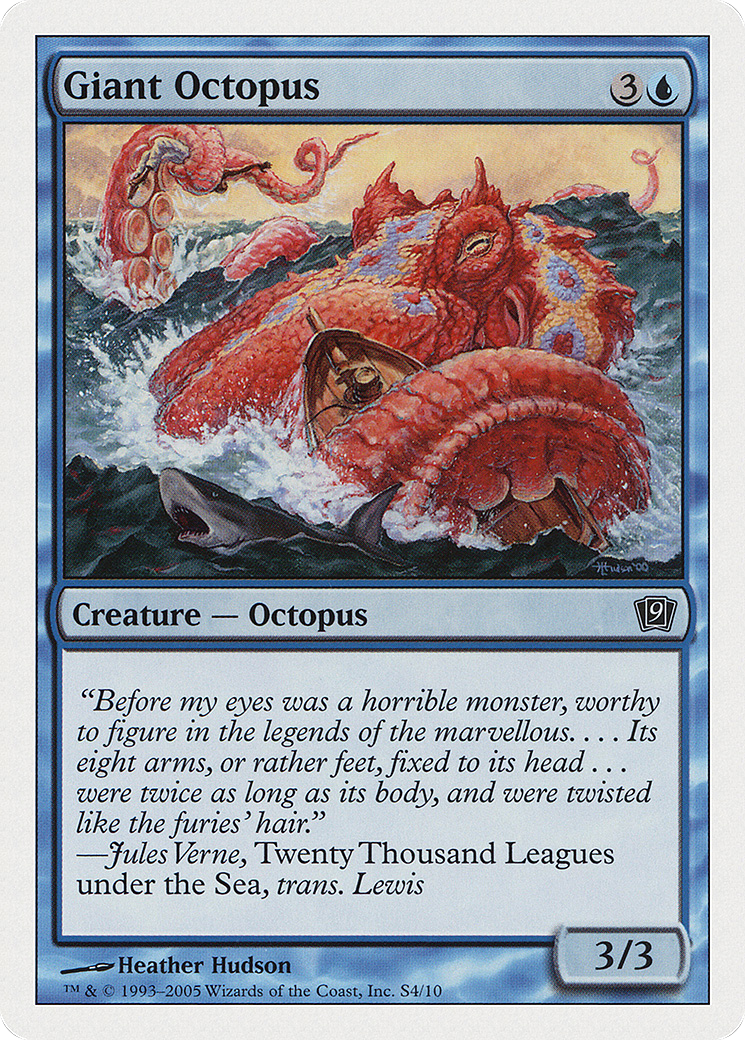 Giant Octopus
3
HHudson '00
Creature — Octopus
9
“Before my eyes was a horrible monster, worthy
to figure in the legends of the marvellous. . . . Its
eight arms, or rather feet, fixed to its head . . .
were twice as long as its body, and were twisted
like the furies’ hair.”
—Jules Verne, Twenty Thousand Leagues
under the Sea, trans. Lewis
3/3
Heather Hudson
™ & © 1993–2005 Wizards of the Coast, Inc. S4/10